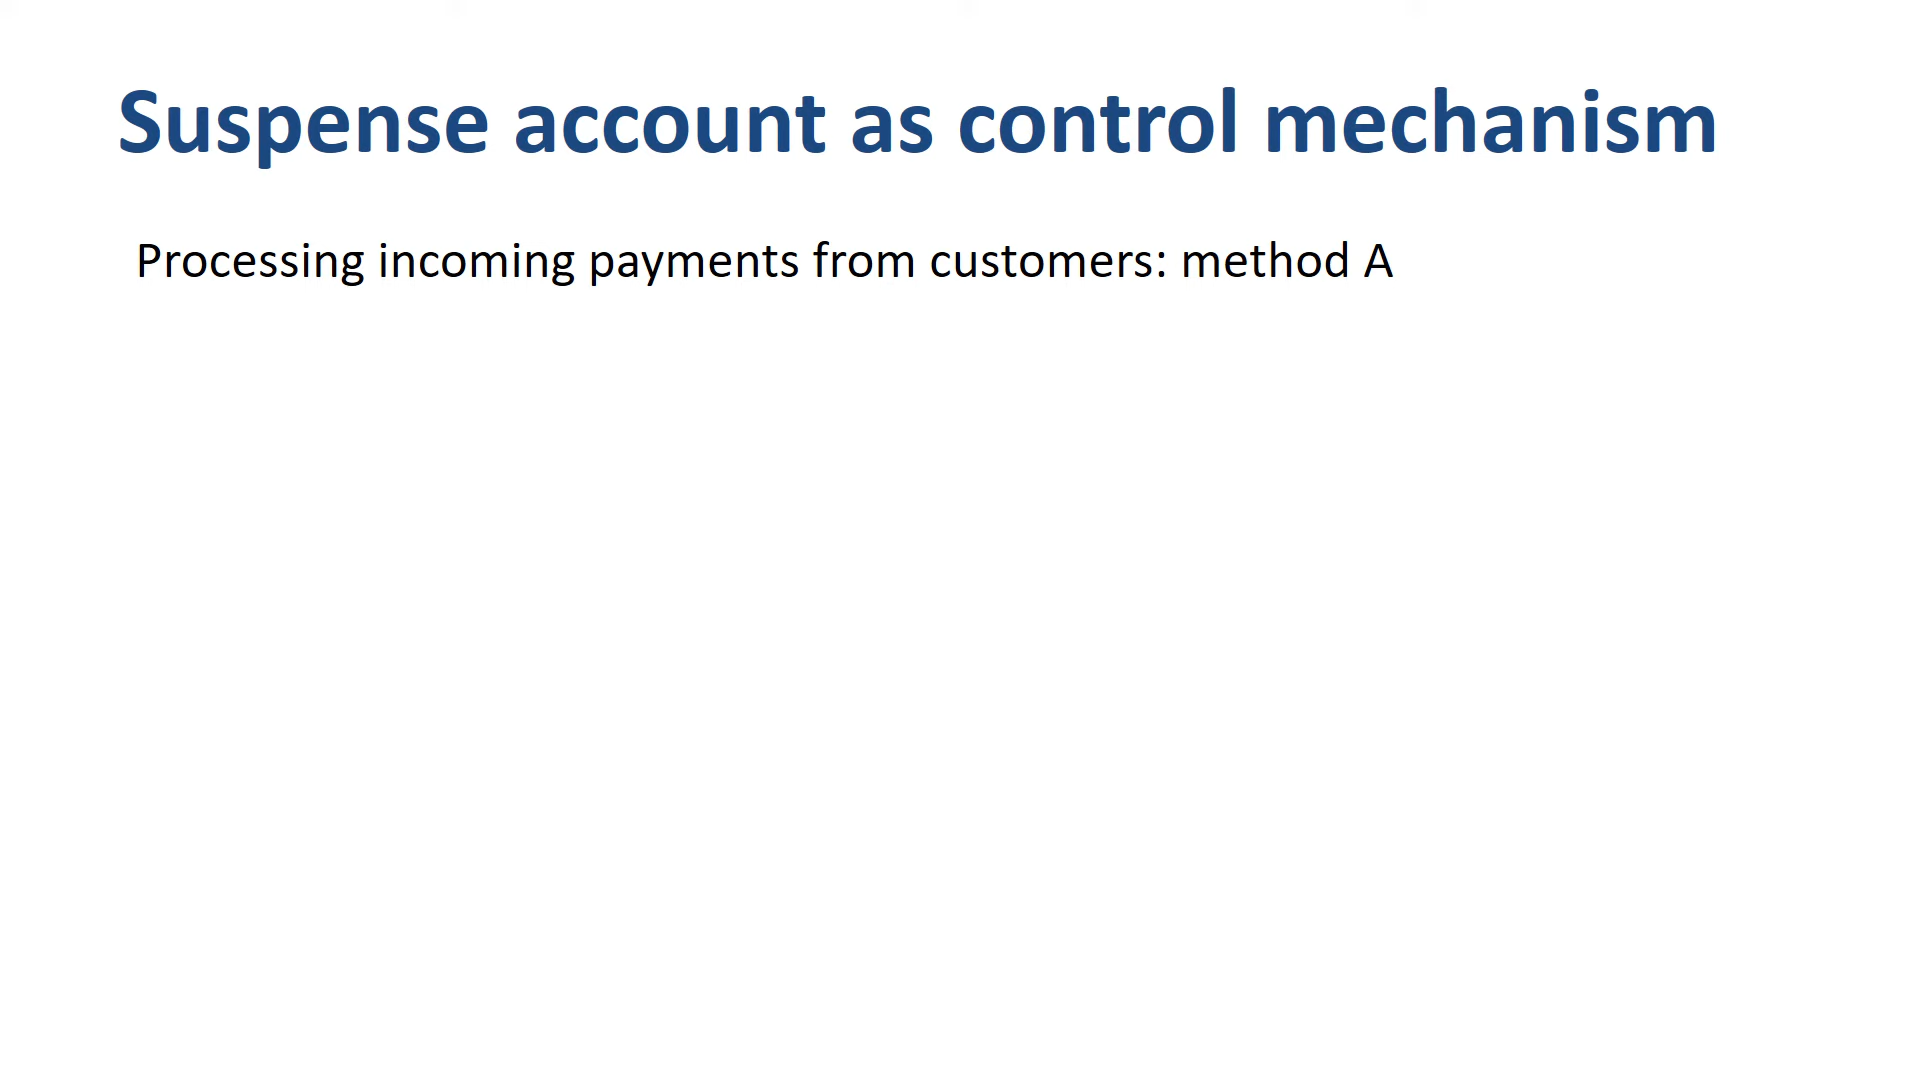 Suspense account as control mechanism
Processing incoming payments from customers: method A